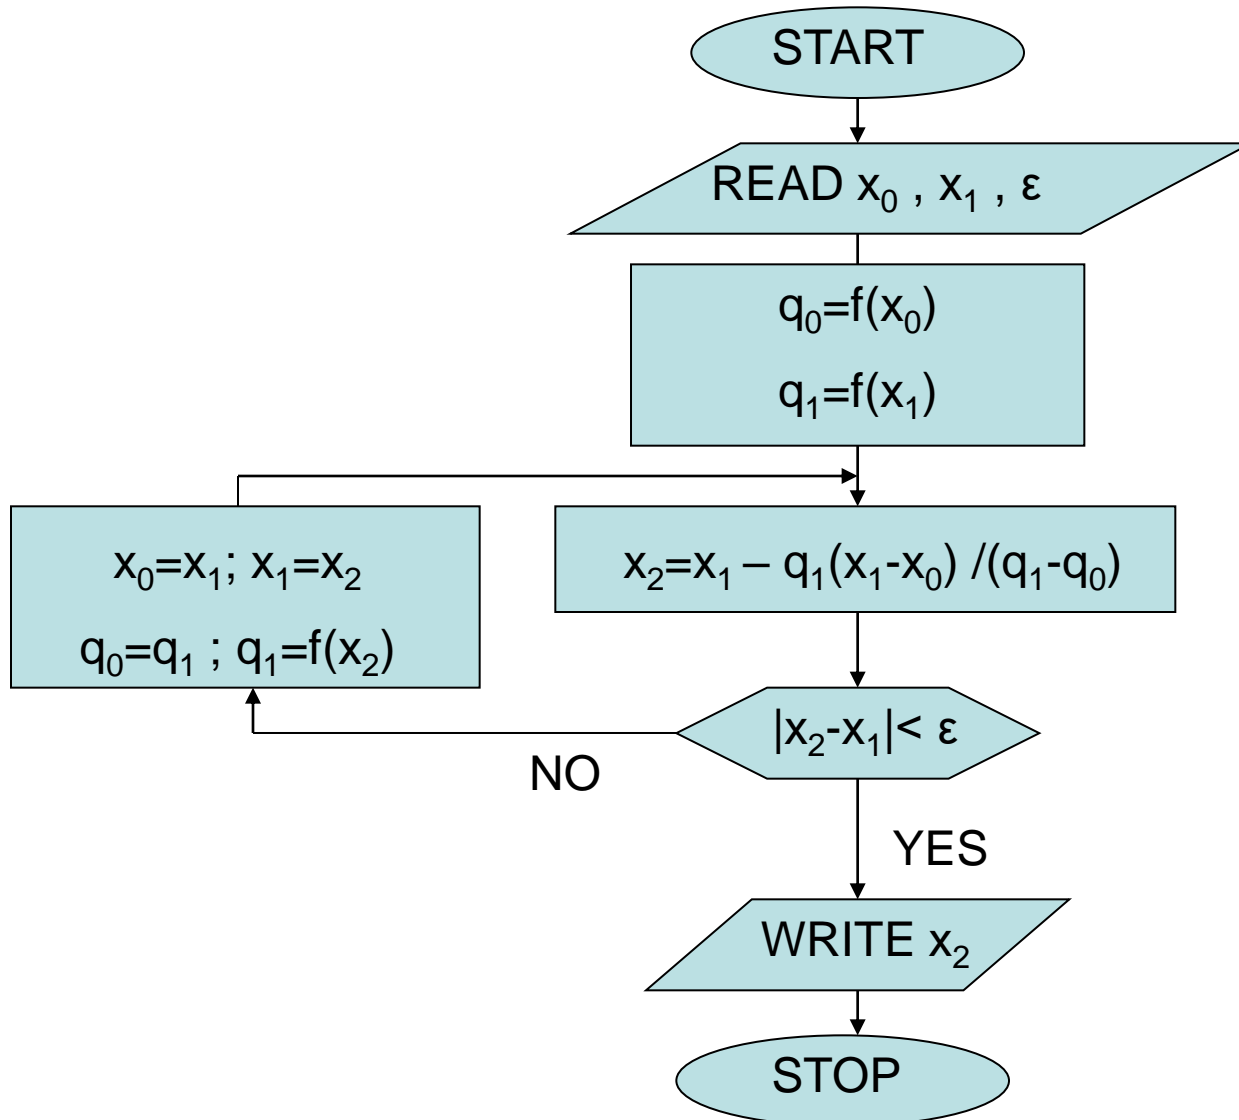 START
READ x₀ , x₁ , ε
q₀=f(x₀)
q₁=f(x₁)
x₂=x₁ – q₁(x₁-x₀) /(q₁-q₀)
x₀=x₁; x₁=x₂
q₀=q₁ ; q₁=f(x₂)
|x₂-x₁|< ε
NO
YES
WRITE x₂
STOP